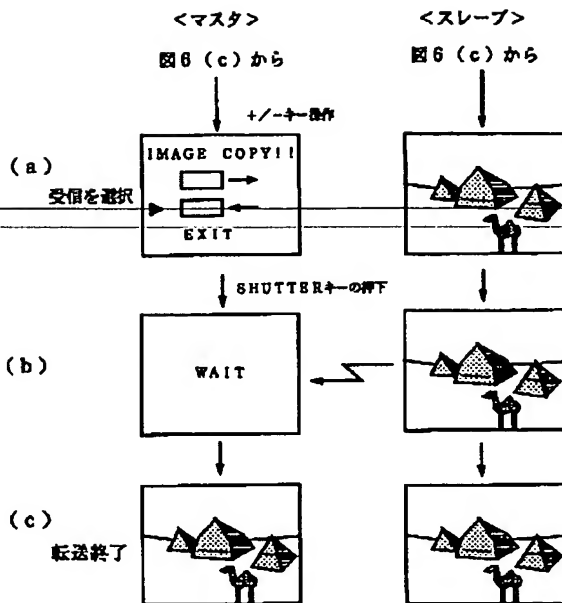 <マスタ> <スレーブ>
図6(c)から 図6(c)から
+/-キー操作
(a)
IMAGE COPY!!
受信を選択
EXIT
SHUTTERキーの押下
(b)
WAIT
(c)
転送終了